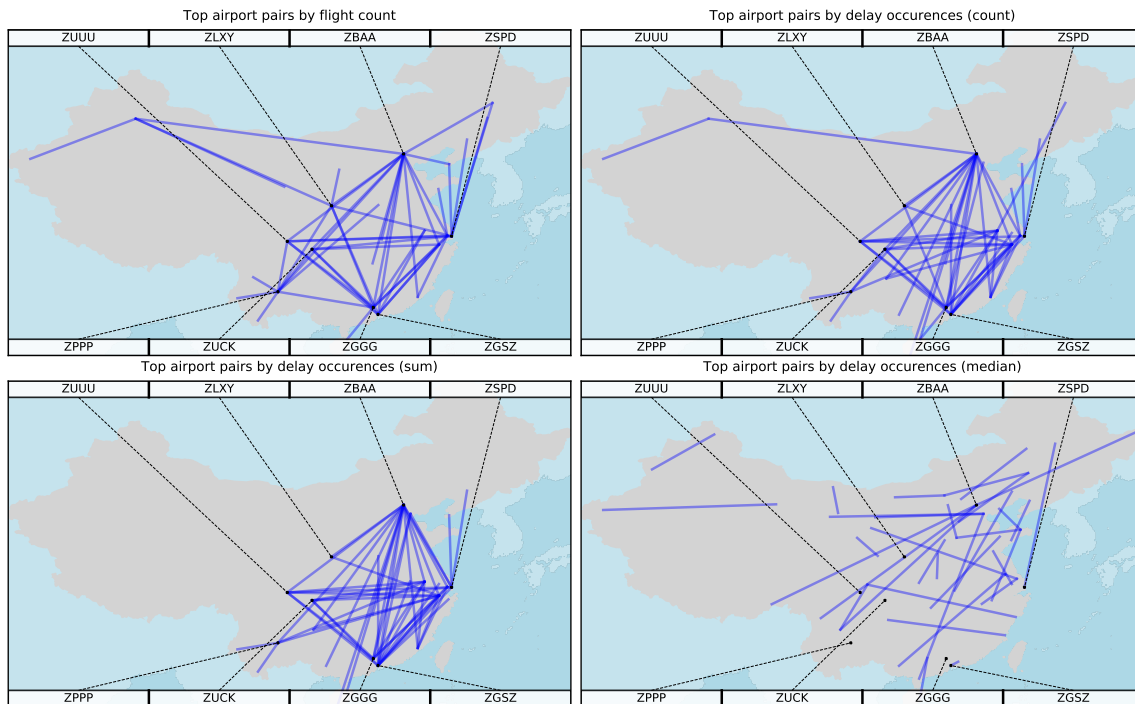 Top airport pairs by flight count
ZUUU ZLXY ZBAA ZSPD
ZPPP ZUCK ZGGG ZGSZ
Top airport pairs by delay occurences (count)
ZUUU ZLXY ZBAA ZSPD
ZPPP ZUCK ZGGG ZGSZ
Top airport pairs by delay occurences (sum)
ZUUU ZLXY ZBAA ZSPD
ZPPP ZUCK ZGGG ZGSZ
Top airport pairs by delay occurences (median)
ZUUU ZLXY ZBAA ZSPD
ZPPP ZUCK ZGGG ZGSZ